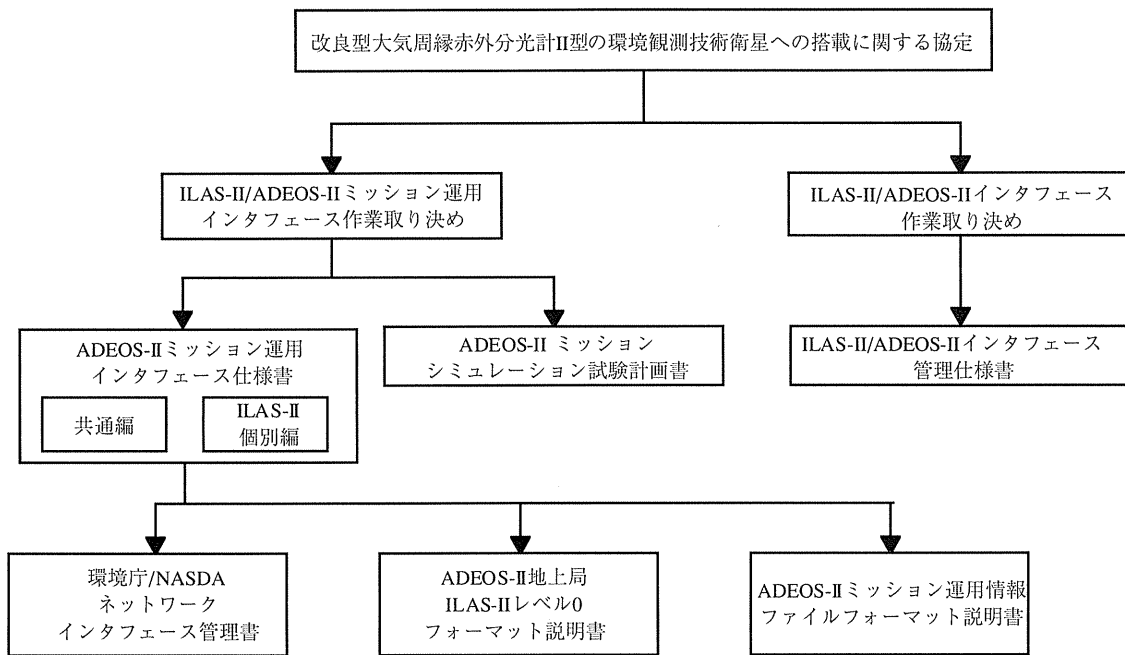 改良型大気周縁赤外分光計II型の環境観測技術衛星への搭載に関する協定
ILAS-II/ADEOS-IIミッション運用
インタフェース作業取り決め
ILAS-II/ADEOS-IIインタフェース
作業取り決め
ADEOS-IIミッション運用
インタフェース仕様書
共通編
ILAS-II
個別編
ADEOS-II ミッション
シミュレーション試験計画書
ILAS-II/ADEOS-IIインタフェース
管理仕様書
環境庁/NASDA
ネットワーク
インタフェース管理書
ADEOS-II地上局
ILAS-IIレベル0
フォーマット説明書
ADEOS-IIミッション運用情報
ファイルフォーマット説明書